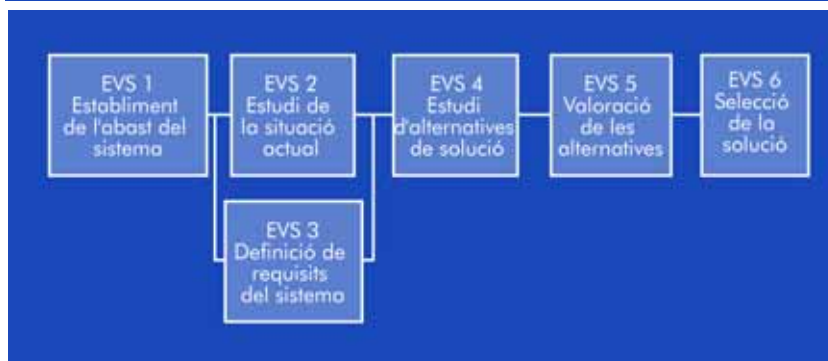 EVS 1
Establiment
de l'abast del
sistema
EVS 2
Estudi de
la situació
actual
EVS 3
Definició de
requisits
del sistema
EVS 4
Estudi
d'alternatives
de solució
EVS 5
Valoració
de les
alternatives
EVS 6
Selecció
de la
solució